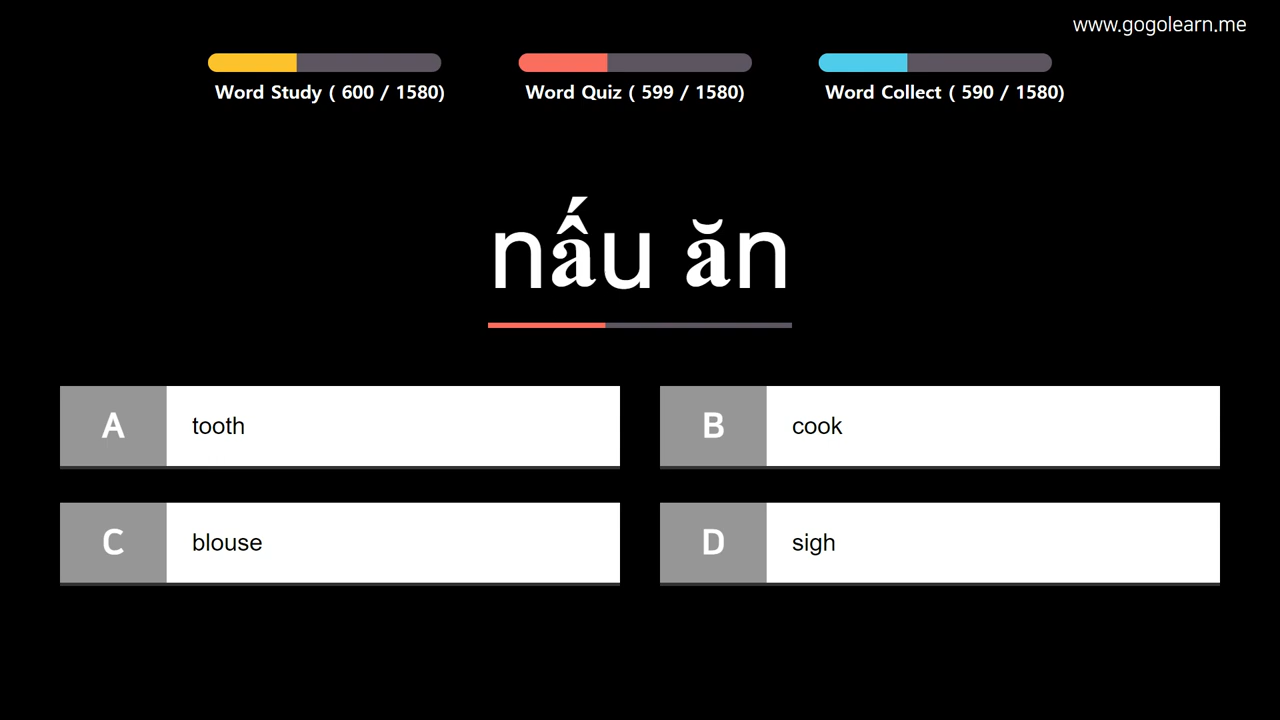 www.gogolearn.me
Word Study ( 600 / 1580)
Word Quiz ( 599 / 1580)
Word Collect ( 590 / 1580)
nấu ăn
A tooth
B cook
C blouse
D sigh